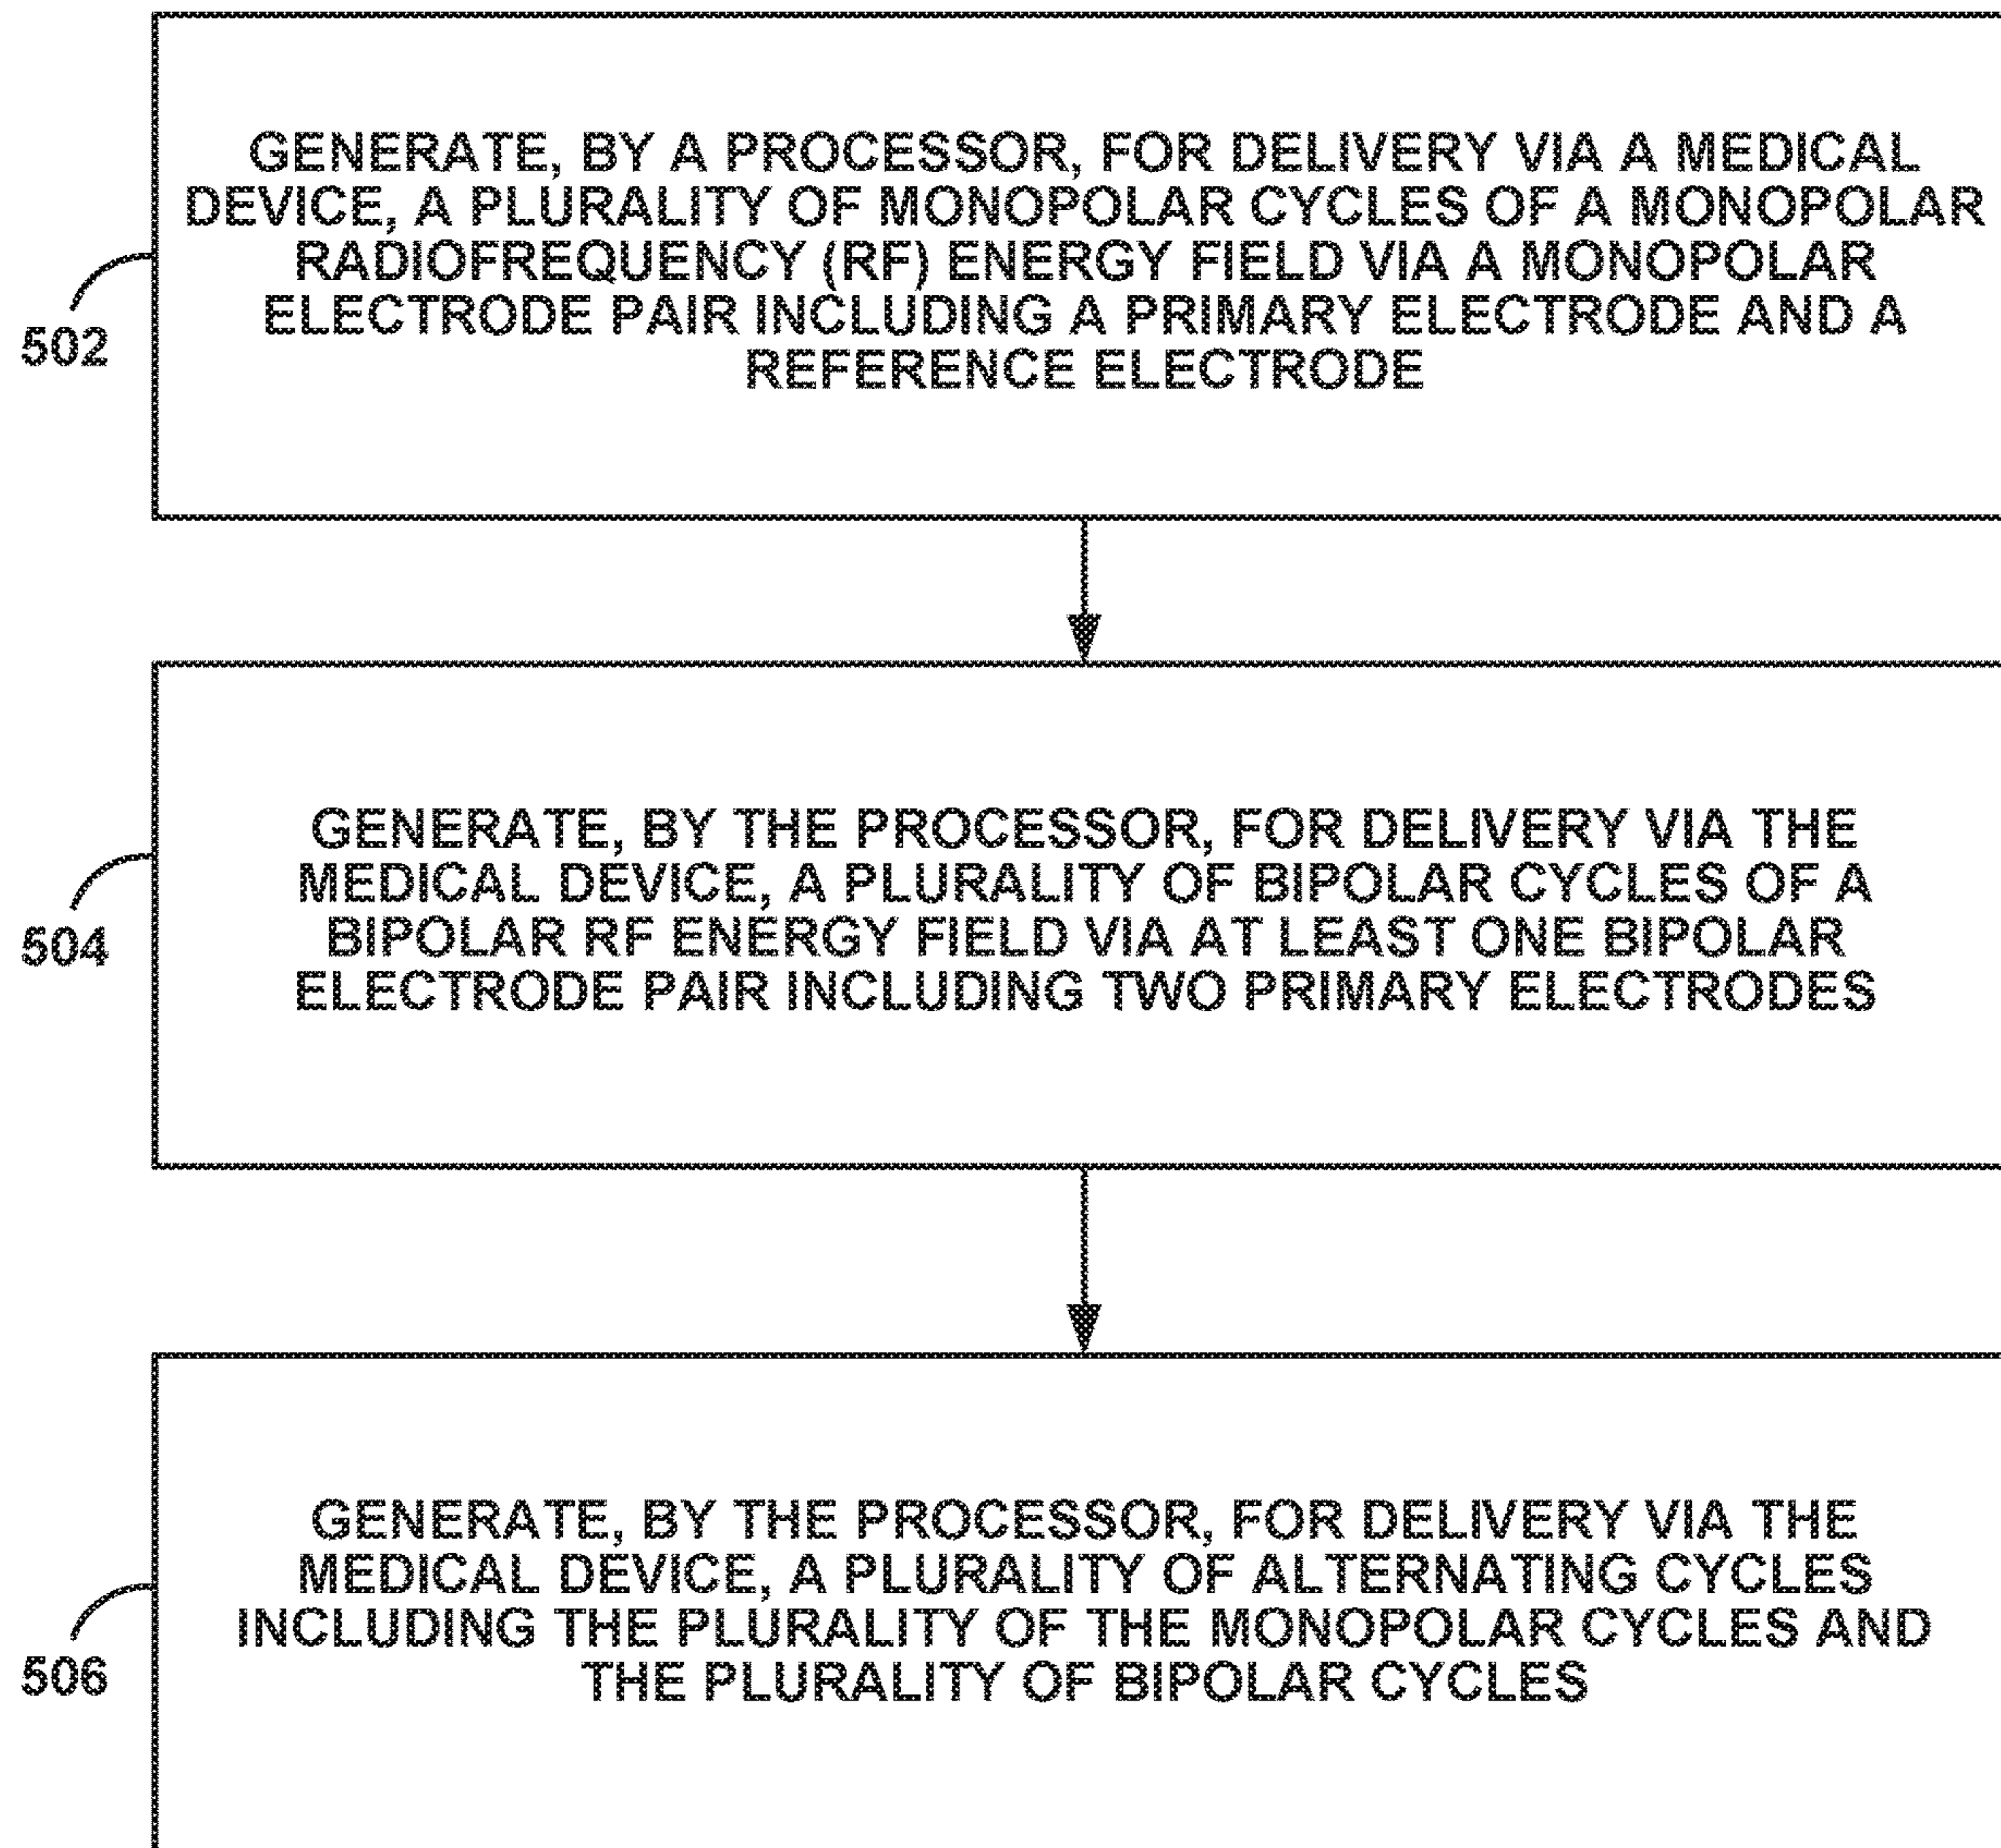 GENERATE, BY A PROCESSOR, FOR DELIVERY VIA A MEDICAL
DEVICE, A PLURALITY OF MONOPOLAR CYCLES OF A MONOPOLAR
RADIOFREQUENCY (RF) ENERGY FIELD VIA A MONOPOLAR
ELECTRODE PAIR INCLUDING A PRIMARY ELECTRODE AND A
REFERENCE ELECTRODE
502
GENERATE, BY THE PROCESSOR, FOR DELIVERY VIA THE
MEDICAL DEVICE, A PLURALITY OF BIPOLAR CYCLES OF A
BIPOLAR RF ENERGY FIELD VIA AT LEAST ONE BIPOLAR
ELECTRODE PAIR INCLUDING TWO PRIMARY ELECTRODES
504
GENERATE, BY THE PROCESSOR, FOR DELIVERY VIA THE
MEDICAL DEVICE, A PLURALITY OF ALTERNATING CYCLES
INCLUDING THE PLURALITY OF THE MONOPOLAR CYCLES AND
THE PLURALITY OF BIPOLAR CYCLES
506